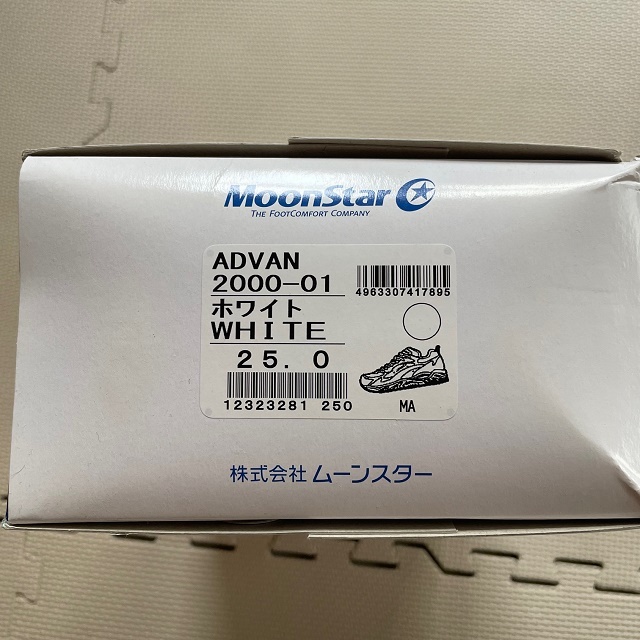 MoonStar
THE FOOTCOMFORT COMPANY
ADVAN
2000-01
ホワイト
WHITE
25.0
4963307417895
12323281 250
MA
株式会社 ムーンスター